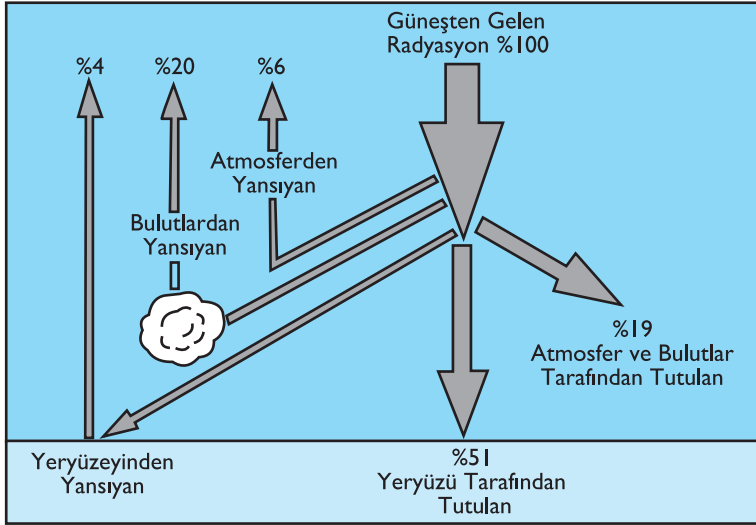 Güneşten Gelen
Radyasyon %100
%4
%20
%6
Atmosferden
Yansıyan
Bulutlardan
Yansıyan
%19
Atmosfer ve Bulutlar
Tarafından Tutulan
Yeryüzeyinden
Yansıyan
%51
Yeryüzü Tarafından
Tutulan